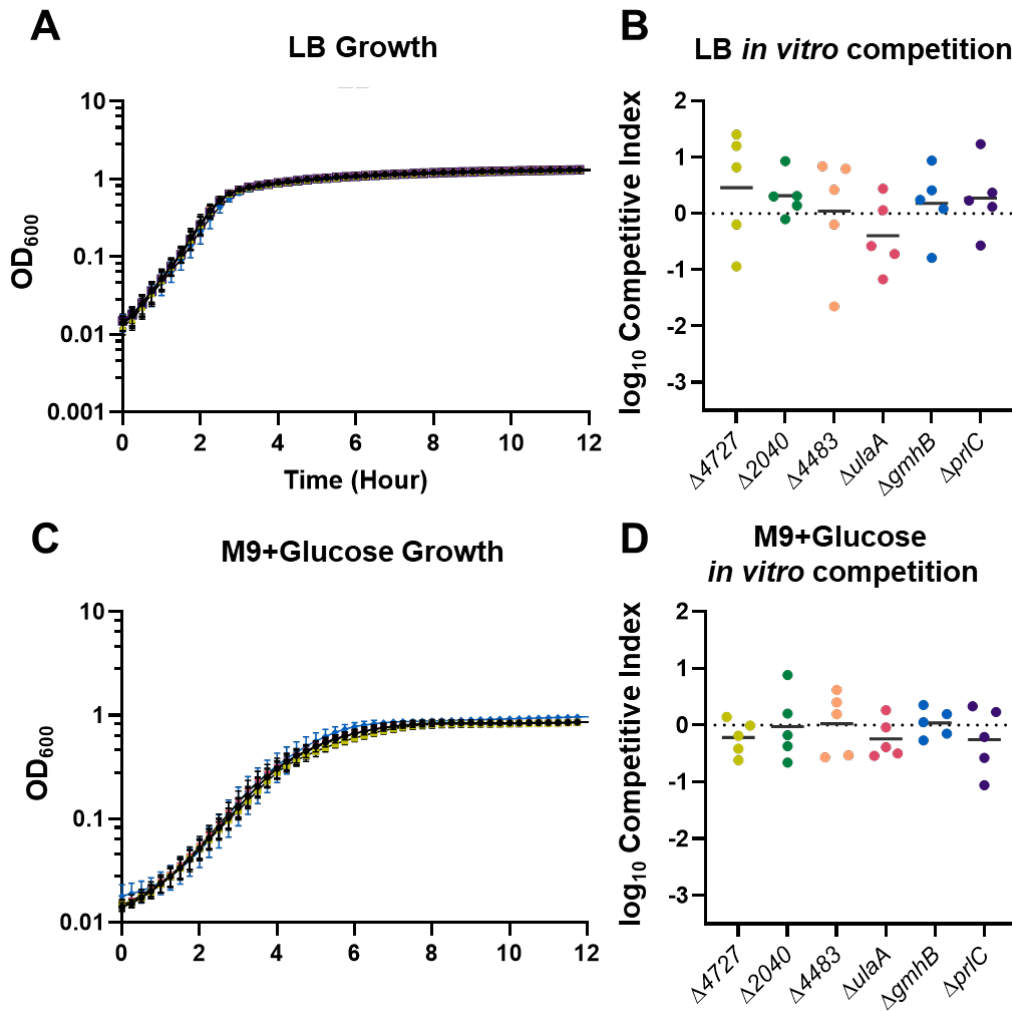 A
LB Growth
OD600
10
1
0.1
0.01
0.001
0
2
4
6
8
10
12
Time (Hour)
B
LB in vitro competition
log10 Competitive Index
2
1
0
-1
-2
-3
Δ4727
Δ2040
Δ4483
ΔulaA
ΔgmhB
ΔprlC
C
M9+Glucose Growth
OD600
10
1
0.1
0.01
0
2
4
6
8
10
12
D
M9+Glucose
in vitro competition
log10 Competitive Index
2
1
0
-1
-2
-3
Δ4727
Δ2040
Δ4483
ΔulaA
ΔgmhB
ΔprlC